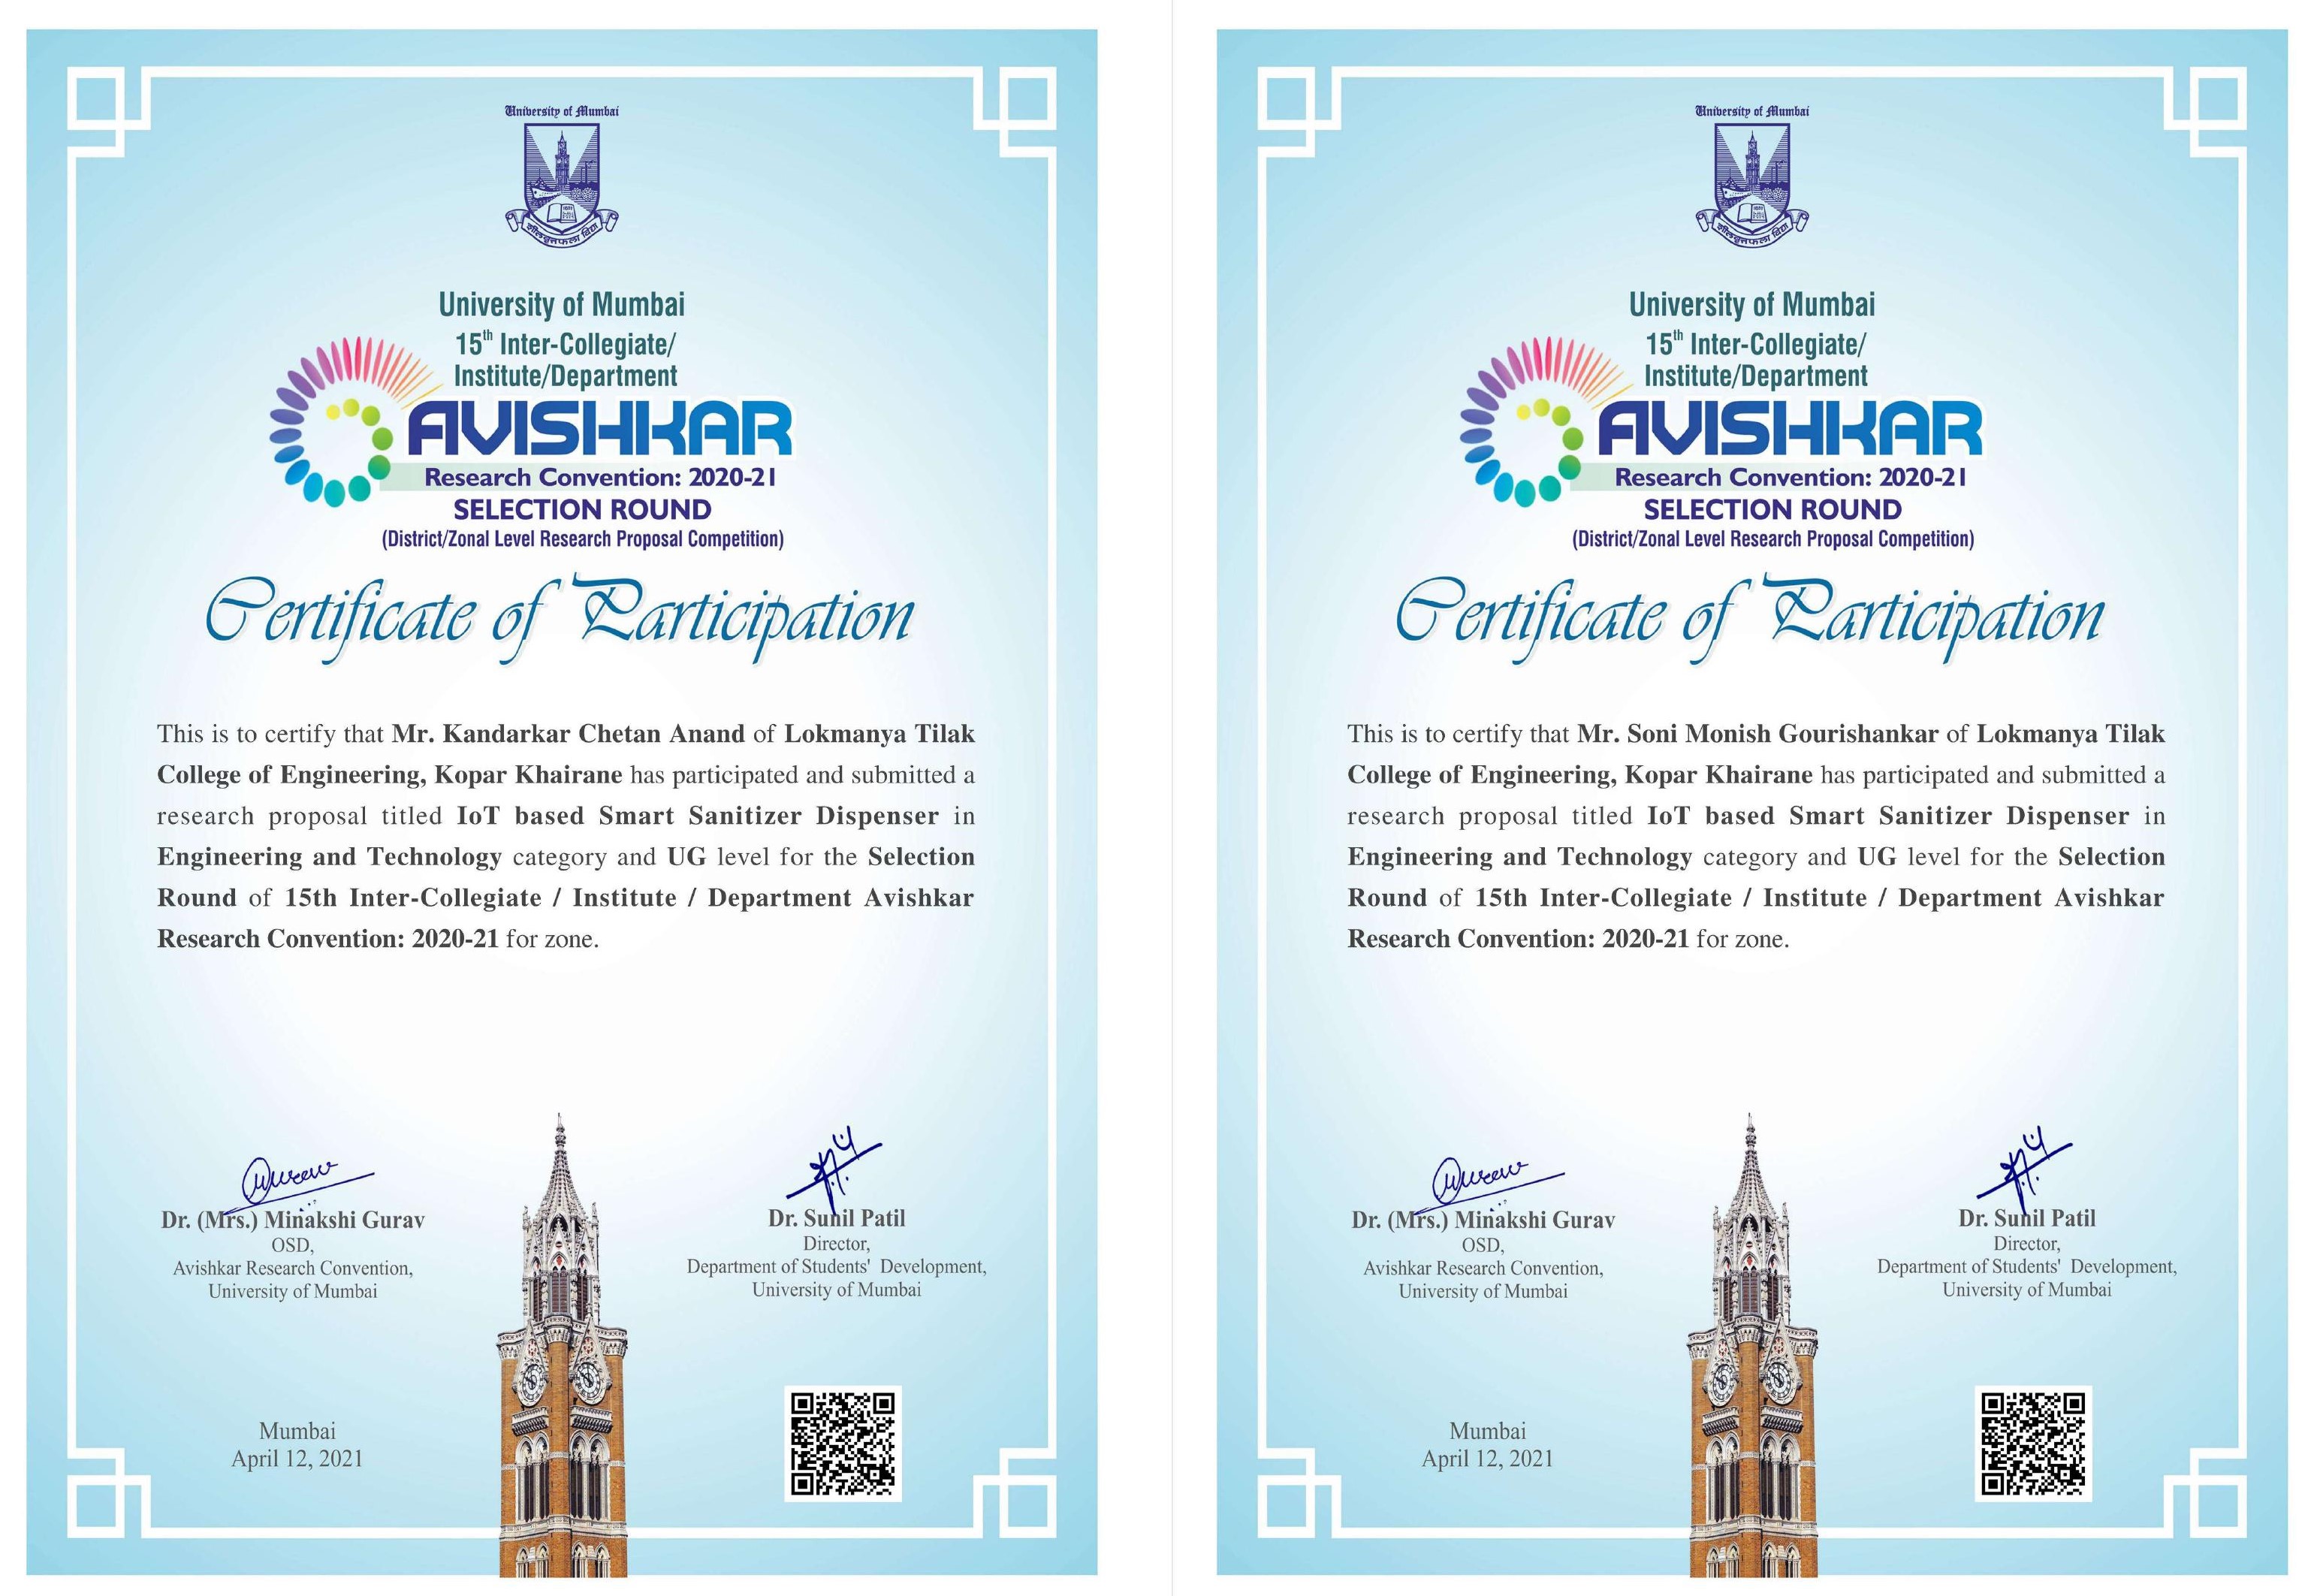 University of Mumbai
शीलवृत्तफला विद्या
University of Mumbai
15th Inter-Collegiate/
Institute/Department
AVISHKAR
Research Convention: 2020-21
SELECTION ROUND
(District/Zonal Level Research Proposal Competition)
Certificate of Participation
This is to certify that Mr. Kandarkar Chetan Anand of Lokmanya Tilak
College of Engineering, Kopar Khairane has participated and submitted a
research proposal titled IoT based Smart Sanitizer Dispenser in
Engineering and Technology category and UG level for the Selection
Round of 15th Inter-Collegiate / Institute / Department Avishkar
Research Convention: 2020-21 for zone.
Dr. (Mrs.) Minakshi Gurav
OSD,
Avishkar Research Convention,
University of Mumbai
Dr. Sunil Patil
Director,
Department of Students' Development,
University of Mumbai
Mumbai
April 12, 2021
University of Mumbai
शीलवृत्तफला विद्या
University of Mumbai
15th Inter-Collegiate/
Institute/Department
AVISHKAR
Research Convention: 2020-21
SELECTION ROUND
(District/Zonal Level Research Proposal Competition)
Certificate of Participation
This is to certify that Mr. Soni Monish Gourishankar of Lokmanya Tilak
College of Engineering, Kopar Khairane has participated and submitted a
research proposal titled IoT based Smart Sanitizer Dispenser in
Engineering and Technology category and UG level for the Selection
Round of 15th Inter-Collegiate / Institute / Department Avishkar
Research Convention: 2020-21 for zone.
Dr. (Mrs.) Minakshi Gurav
OSD,
Avishkar Research Convention,
University of Mumbai
Dr. Sunil Patil
Director,
Department of Students' Development,
University of Mumbai
Mumbai
April 12, 2021